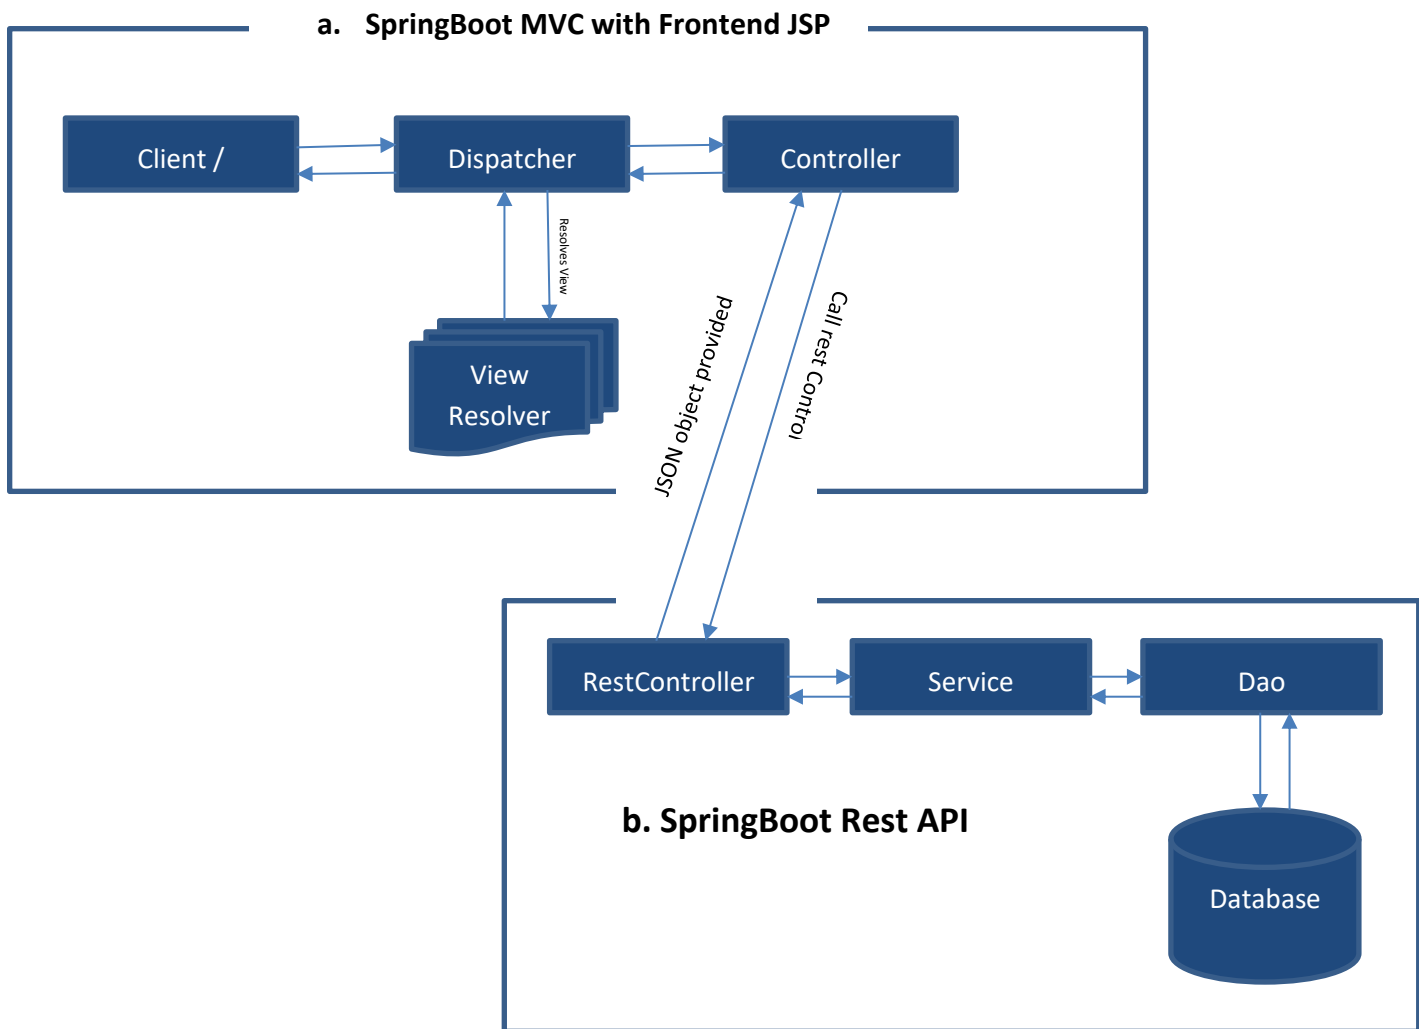 a. SpringBoot MVC with Frontend JSP
Client /
Dispatcher
Controller
Resolves View
View
Resolver
JSON object provided
Call rest Control
RestController
Service
Dao
b. SpringBoot Rest API
Database